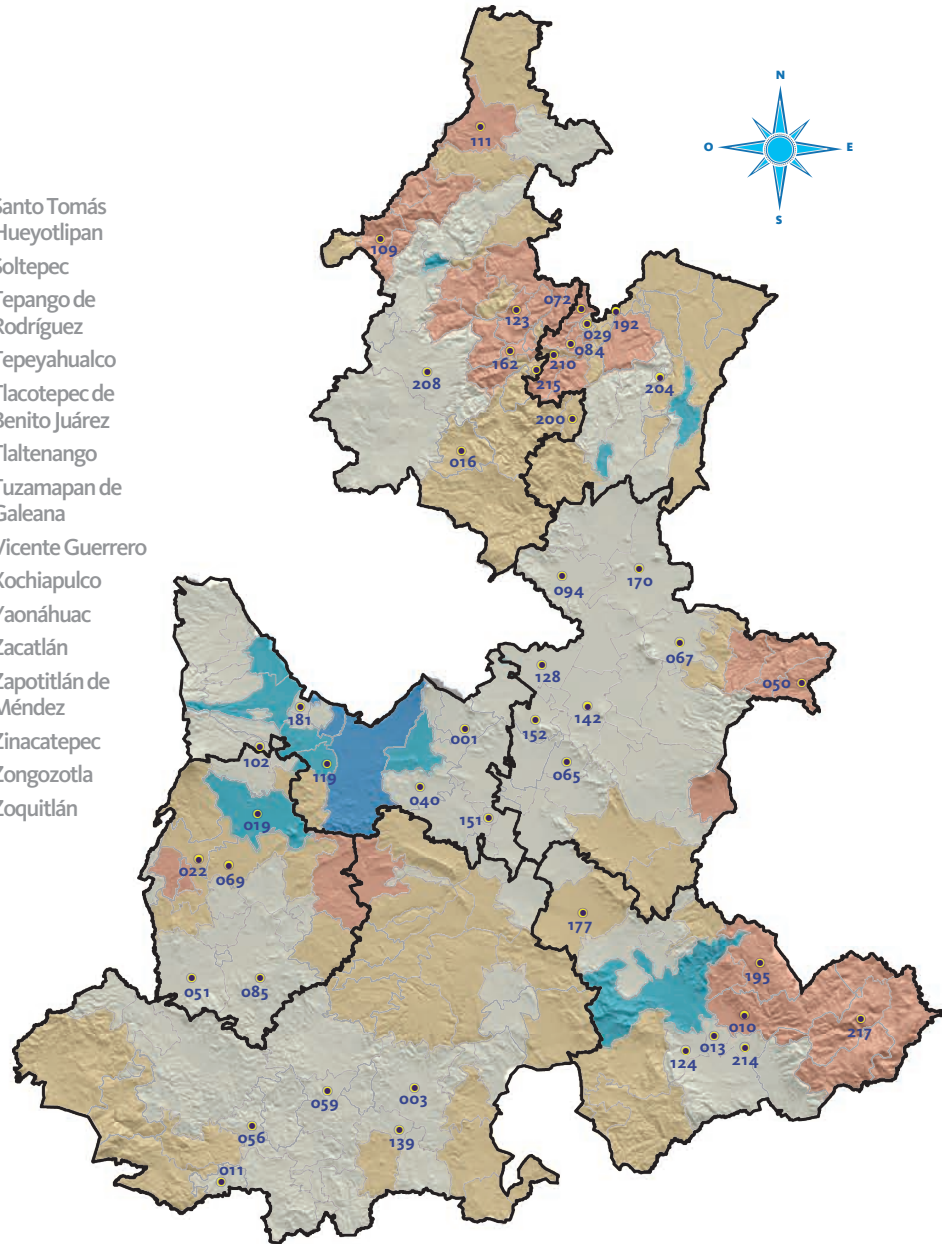 Santo Tomás
Hueyotlipan
Soltepec
Tepango de
Rodríguez
Tepeyahualco
Tlacotepec de
Benito Juárez
Tlaltenango
Tuzamapan de
Galeana
Vicente Guerrero
Xochiapulco
Yaonáhuac
Zacatlán
Zapotitlán de
Méndez
Zinacatepec
Zongozotla
Zoquitlán
N
O
E
S
111
109
072
192
123
029
084
162
210
208
215
204
200
016
094
170
067
128
050
181
142
152
001
102
119
065
040
019
151
022
069
177
195
051
085
010
217
013
124
214
059
003
056
139
011